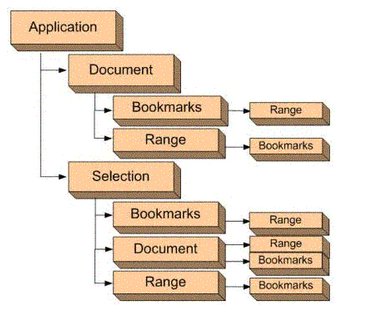 Application
Document
Bookmarks
Range
Range
Bookmarks
Selection
Bookmarks
Range
Document
Range
Bookmarks
Range
Bookmarks